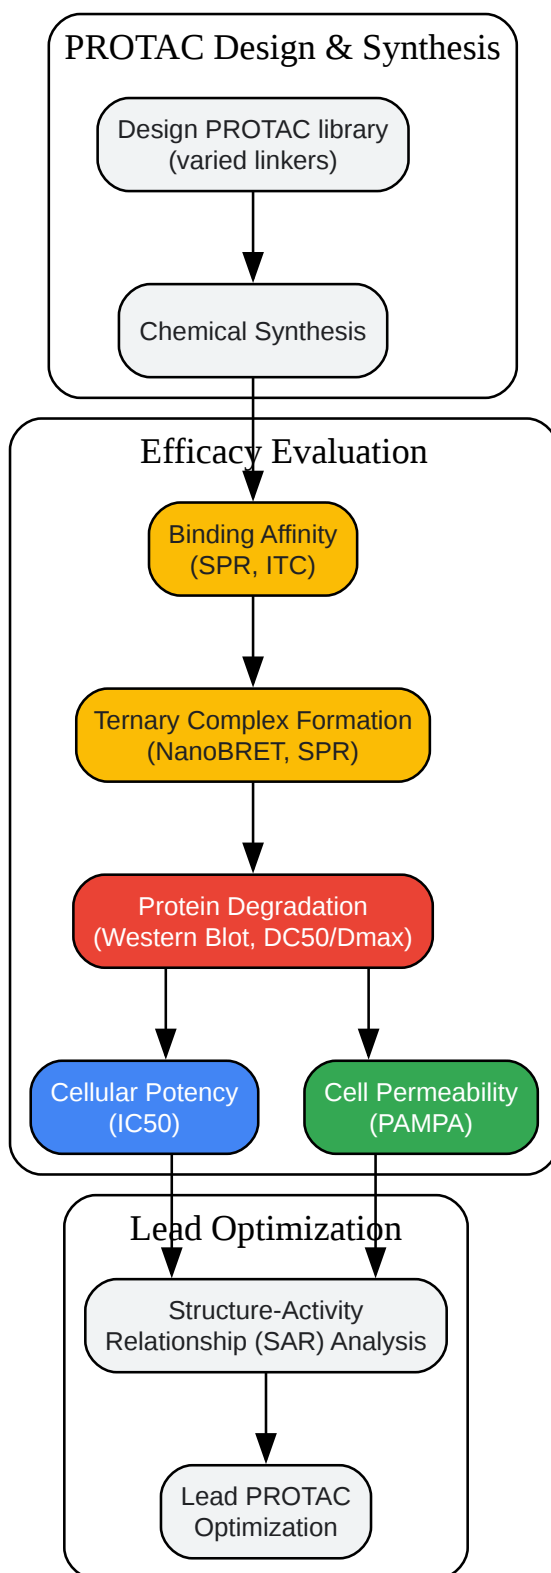 PROTAC Design & Synthesis
Design PROTAC library
(varied linkers)
Chemical Synthesis
Efficacy Evaluation
Binding Affinity
(SPR, ITC)
Ternary Complex Formation
(NanoBRET, SPR)
Protein Degradation
(Western Blot, DC50/Dmax)
Cellular Potency
(IC50)
Cell Permeability
(PAMPA)
Lead Optimization
Structure-Activity
Relationship (SAR) Analysis
Lead PROTAC
Optimization